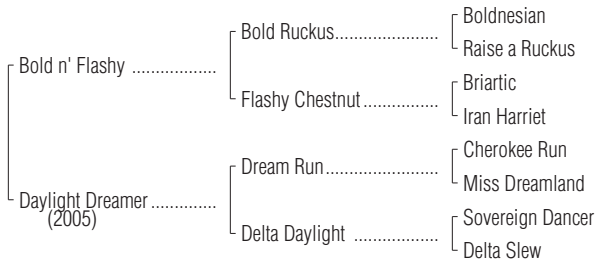 Boldnesian
Bold Ruckus
Raise a Ruckus
Bold n' Flashy
Briartic
Flashy Chestnut
Iran Harriet
Cherokee Run
Dream Run
Miss Dreamland
Daylight Dreamer
(2005)
Sovereign Dancer
Delta Daylight
Delta Slew